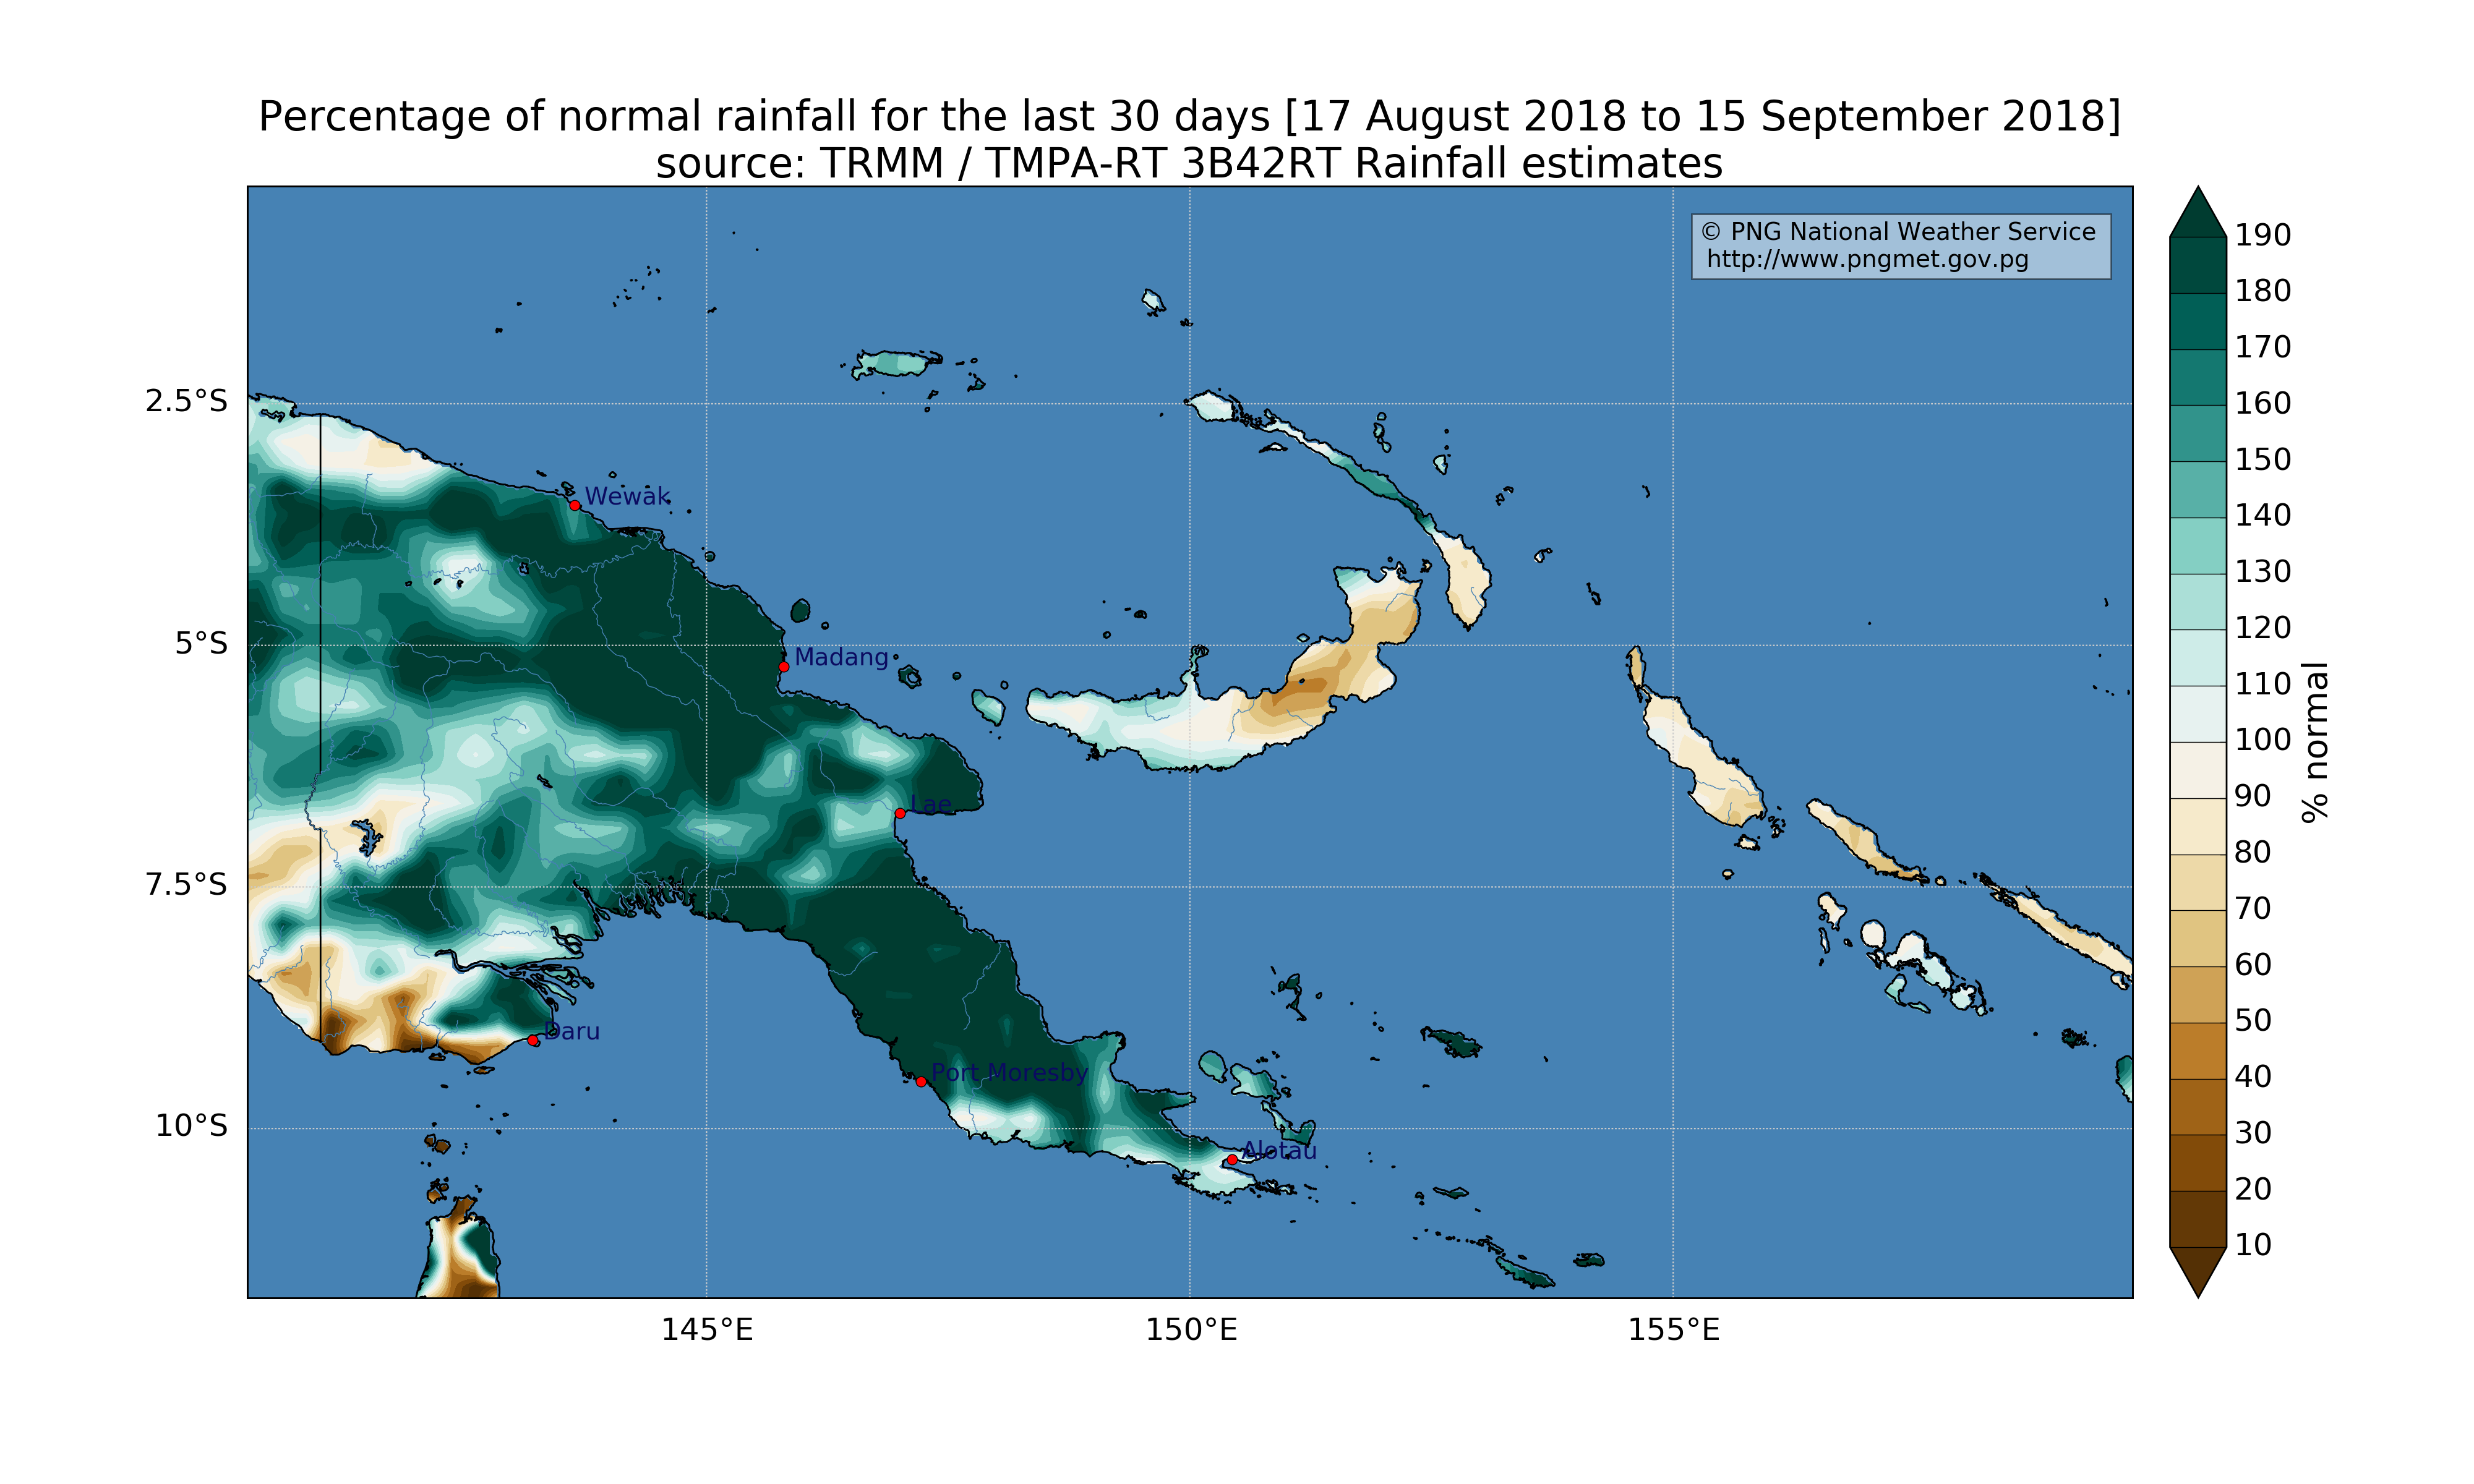 Percentage of normal rainfall for the last 30 days [17 August 2018 to 15 September 2018]
source: TRMM / TMPA-RT 3B42RT Rainfall estimates
© PNG National Weather Service
http://www.pngmet.gov.pg
2.5°S
5°S
7.5°S
10°S
Wewak
Madang
Lae
Daru
Port Moresby
Alotau
145°E
150°E
155°E
190
180
170
160
150
140
130
120
110
100
90
80
70
60
50
40
30
20
10
% normal